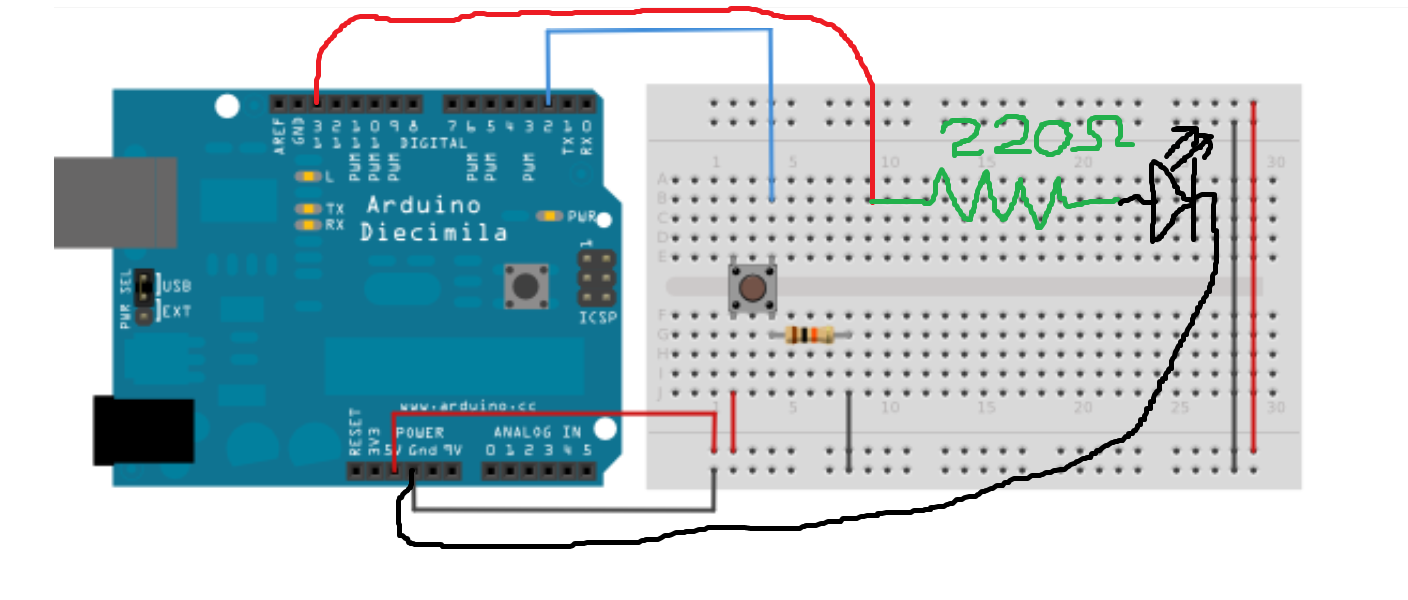 AREF
GND
13
12
11
10
9
8
7
6
5
4
3
2
TX 1
RX 0
PWM PWM PWM PWM PWM PWM
DIGITAL
L
TX
RX
Arduino
Diecimila
PWR
1
ICSP
PWR SEL
USB
EXT
www.arduino.cc
POWER
ANALOG IN
RESET
3V3
5V Gnd 9V
0 1 2 3 4 5
220Ω
1 5 10 15 20 30
A
B
C
D
E
F
G
H
I
J
1 5 10 15 20 25 30